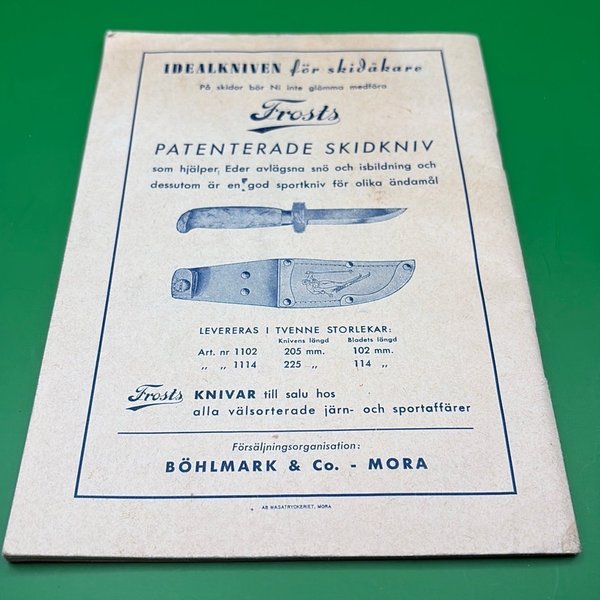 IDEALKNIVEN för skidåkare
På skidor bör Ni inte glömma medföra
Frosts
PATENTERADE SKIDKNIV
som hjälper Eder avlägsna snö och isbildning och
dessutom är en god sportkniv för olika ändamål
LEVERERAS I TVENNE STORLEKAR:
Knivens längd Bladets längd
Art. nr 1102 205 mm. 102 mm.
„ „ 1114 225 „ 114 „
Frosts KNIVAR till salu hos
alla välsorterade järn- och sportaffärer
Försäljningsorganisation:
BÖHLMARK & Co. - MORA
AB WASATRYCKERIET, MORA